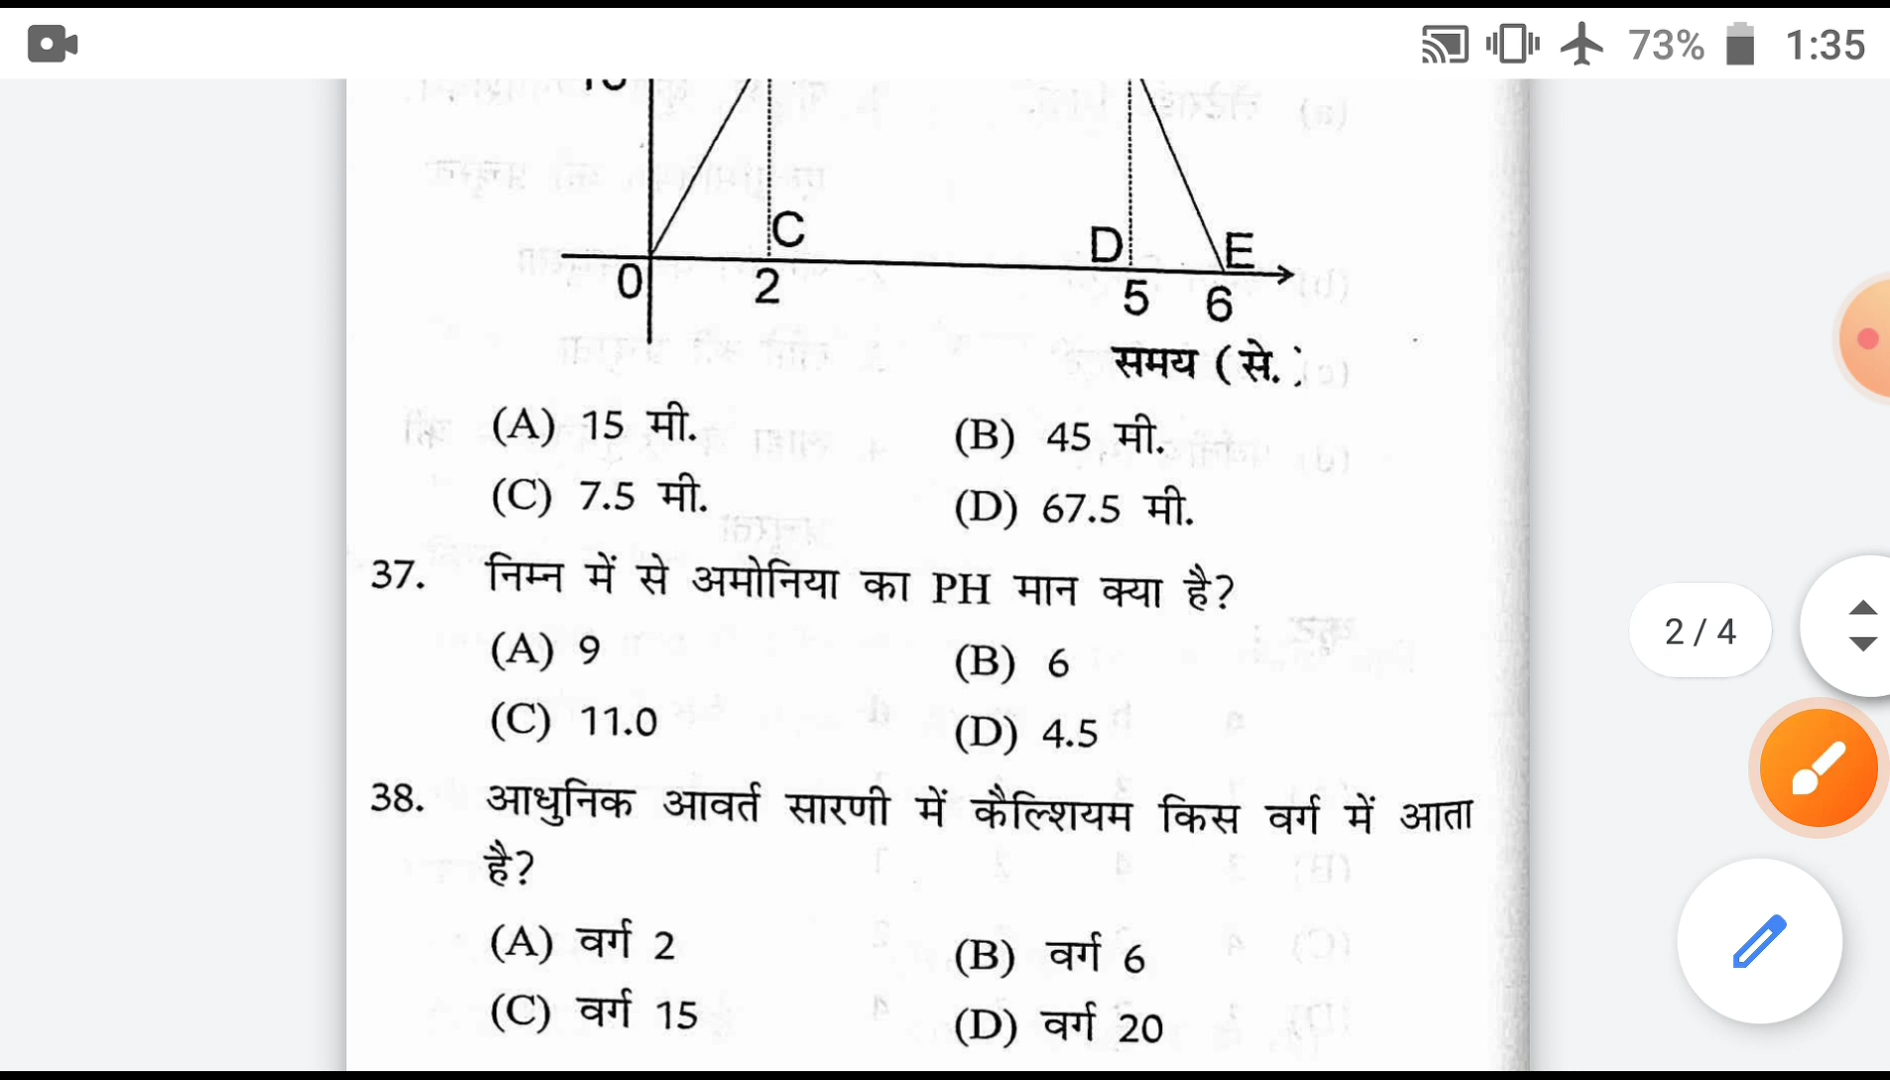 73% 1:35
C
D
E
0
2
5
6
समय (से.)
(A) 15 मी.
(B) 45 मी.
(C) 7.5 मी.
(D) 67.5 मी.
37. निम्न में से अमोनिया का PH मान क्या है?
(A) 9
(B) 6
(C) 11.0
(D) 4.5
2 / 4
38. आधुनिक आवर्त सारणी में कैल्शियम किस वर्ग में आता
है?
(A) वर्ग 2
(B) वर्ग 6
(C) वर्ग 15
(D) वर्ग 20